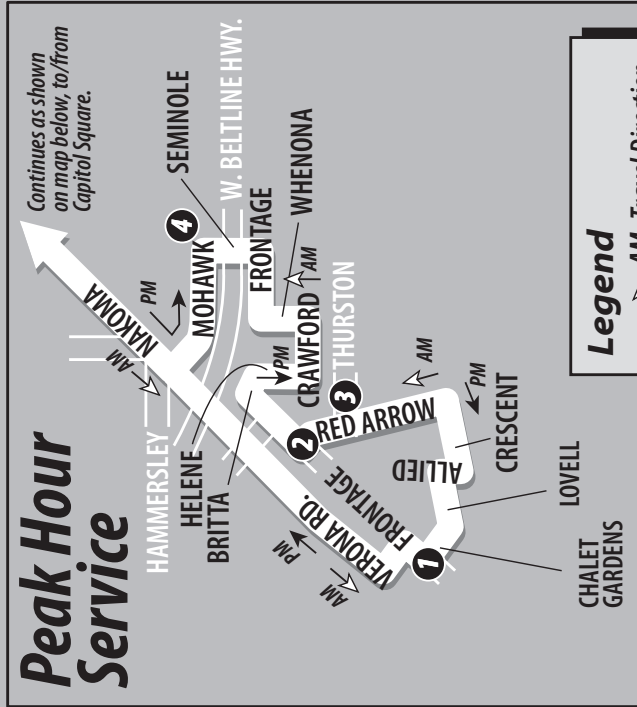 Peak Hour
Service
Continues as shown
on map below, to/from
Capitol Square.
NAKOMA
PM
AM
HAMMERSLEY
MOHAWK
4
SEMINOLE
W. BELTLINE HWY.
FRONTAGE
WHENONA
AM
CRAWFORD
THURSTON
PM
HELENE
BRITTA
2
3
RED ARROW
AM
PM
VERONA RD.
FRONTAGE
PM
AM
1
ALLIED
CRESCENT
LOVELL
CHALET
GARDENS
Legend
AM Travel Direction